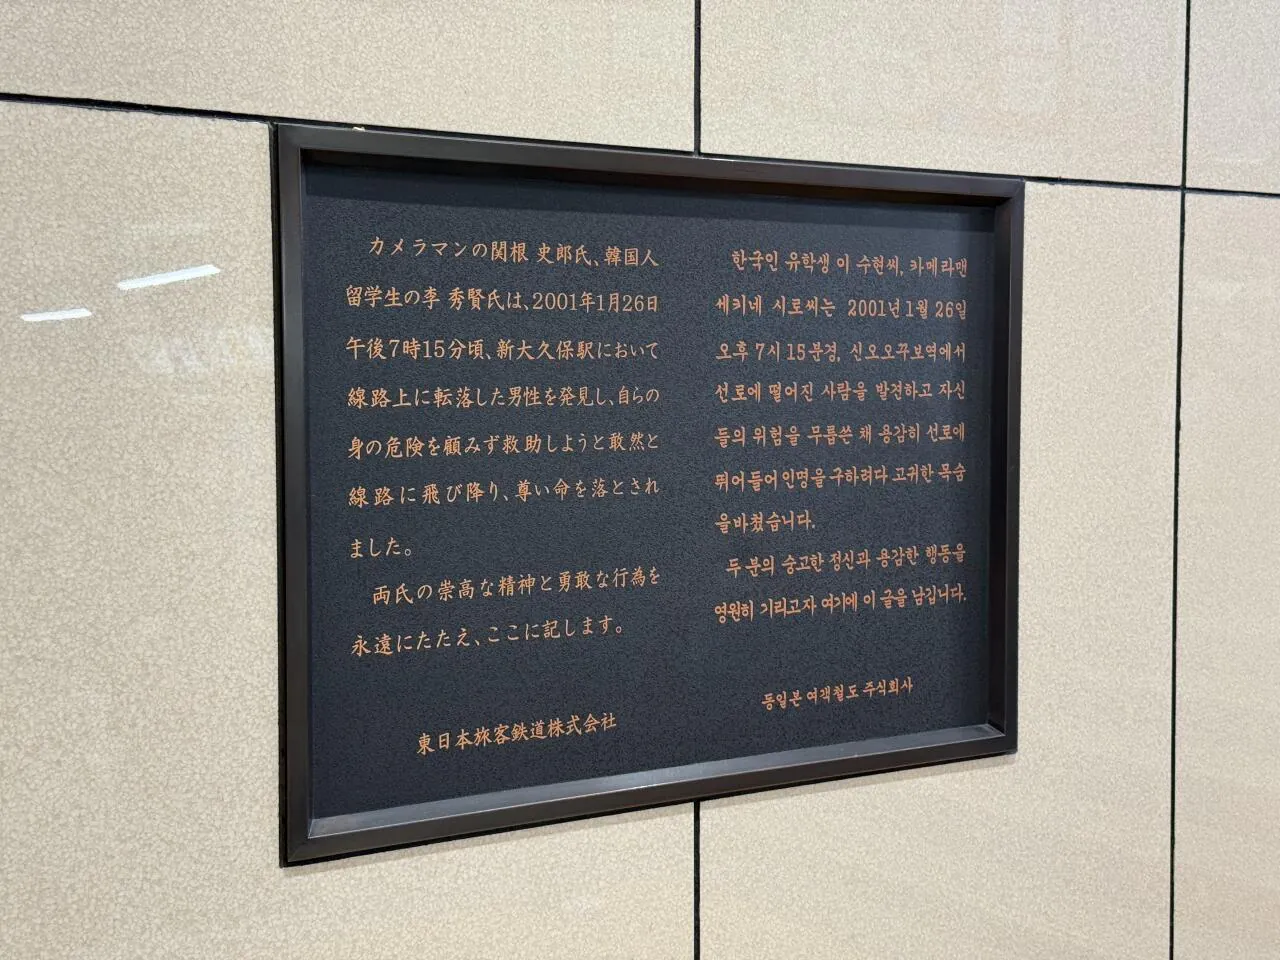 カメラマンの関根 史郎氏、韓国人
留学生の李 秀賢氏は、2001年1月26日
午後7時15分頃、新大久保駅において
線路上に転落した男性を発見し、自らの
身の危険を顧みず救助しようと敢然と
線路に飛び降り、尊い命を落とされ
ました。
両氏の崇高な精神と勇敢な行為を
永遠にたたえ、ここに記します。
東日本旅客鉄道株式会社
한국인 유학생 이 수현씨, 카메라맨
세키네 시로씨는 2001년 1월 26일
오후 7시 15분경, 신오오꾸보역에서
선로에 떨어진 사람을 발견하고 자신
들의 위험을 무릅쓴 채 용감히 선로에
뛰어들어 인명을 구하려다 고귀한 목숨
을바쳤습니다.
두 분의 숭고한 정신과 용감한 행동을
영원히 기리고자 여기에 이 글을 남깁니다.
동일본 여객철도 주식회사